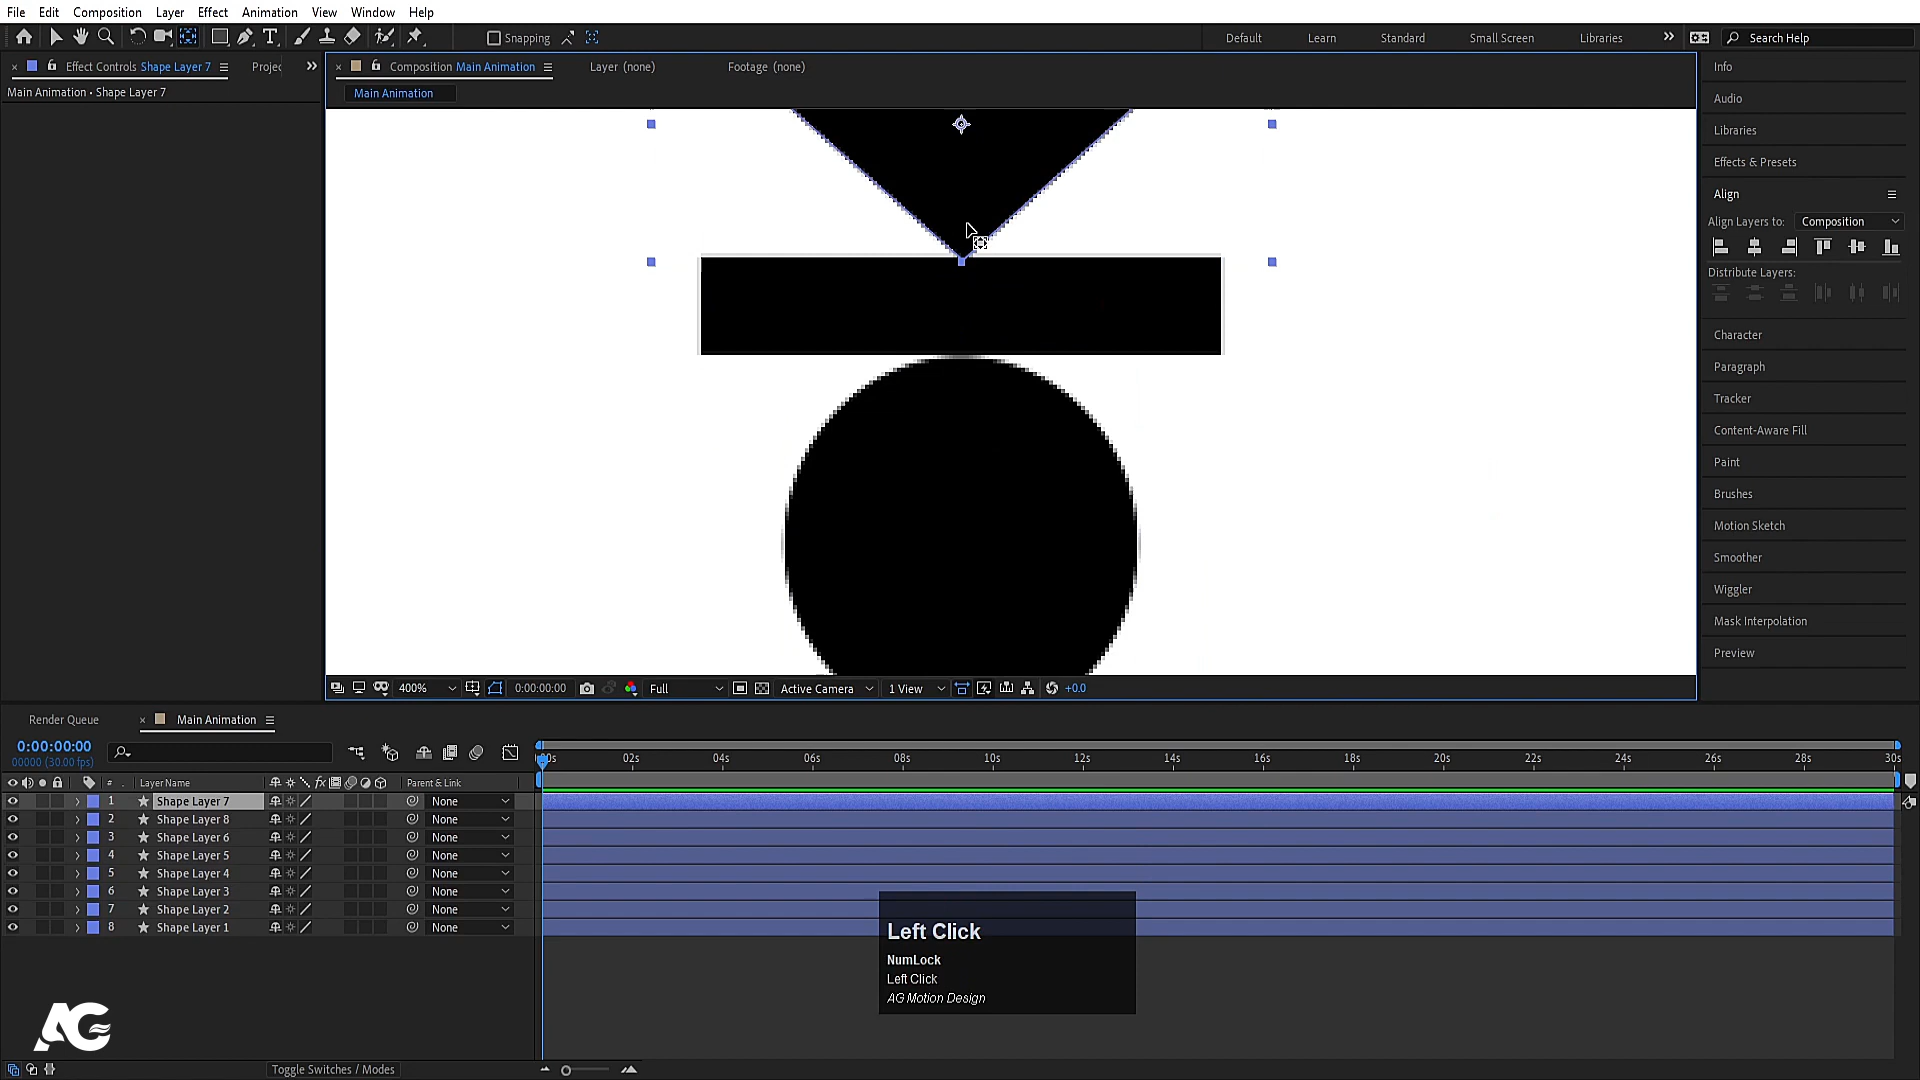 File Edit Composition Layer Effect Animation View Window Help
Snapping Default Learn Standard Small Screen Libraries Search Help
Effect Controls Shape Layer 7 Projec
Main Animation • Shape Layer 7
Composition Main Animation Layer (none) Footage (none)
Main Animation
Info
Audio
Libraries
Effects & Presets
Align
Align Layers to: Composition
Distribute Layers:
Character
Paragraph
Tracker
Content-Aware Fill
Paint
Brushes
Motion Sketch
Smoother
Wiggler
Mask Interpolation
Preview
400% 0:00:00:00 Full Active Camera 1 View +0.0
Render Queue Main Animation
0:00:00:00
00000 (30.00 fps)
00s 02s 04s 06s 08s 10s 12s 14s 16s 18s 20s 22s 24s 26s 28s 30s
# Layer Name fx Parent & Link
1 Shape Layer 7 None
2 Shape Layer 8 None
3 Shape Layer 6 None
4 Shape Layer 5 None
5 Shape Layer 4 None
6 Shape Layer 3 None
7 Shape Layer 2 None
8 Shape Layer 1 None
Left Click
NumLock
Left Click
AG Motion Design
AG
Toggle Switches / Modes